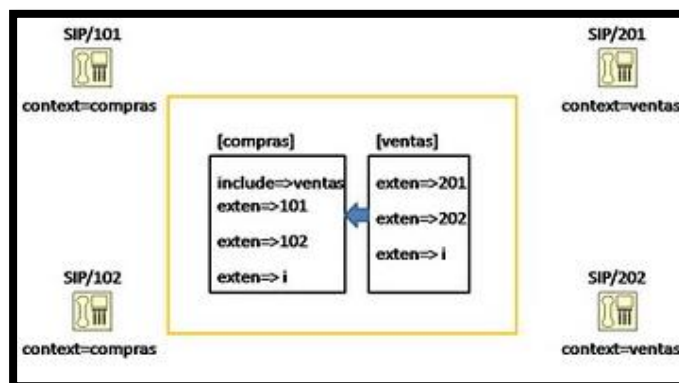 SIP/101
SIP/201
context=compras
context=ventas
[compras]
[ventas]
include=>ventas
exten=>101
exten=>102
exten=> i
exten=>201
exten=>202
exten=> i
SIP/102
SIP/202
context=compras
context=ventas